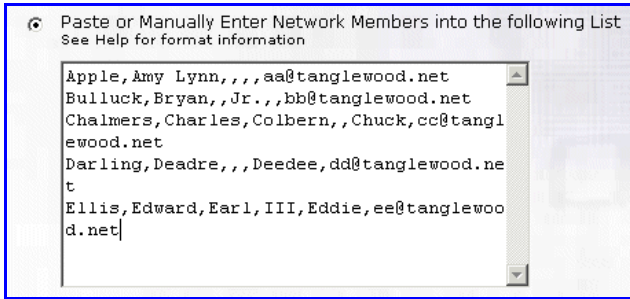 Paste or Manually Enter Network Members into the following List
See Help for format information
Apple,Amy Lynn,,,,aa@tanglewood.net
Bulluck,Bryan,,Jr.,,bb@tanglewood.net
Chalmers,Charles,Colbern,,Chuck,cc@tangl
ewood.net
Darling,Deadre,,,Deedee,dd@tanglewood.ne
t
Ellis,Edward,Earl,III,Eddie,ee@tanglewoo
d.net